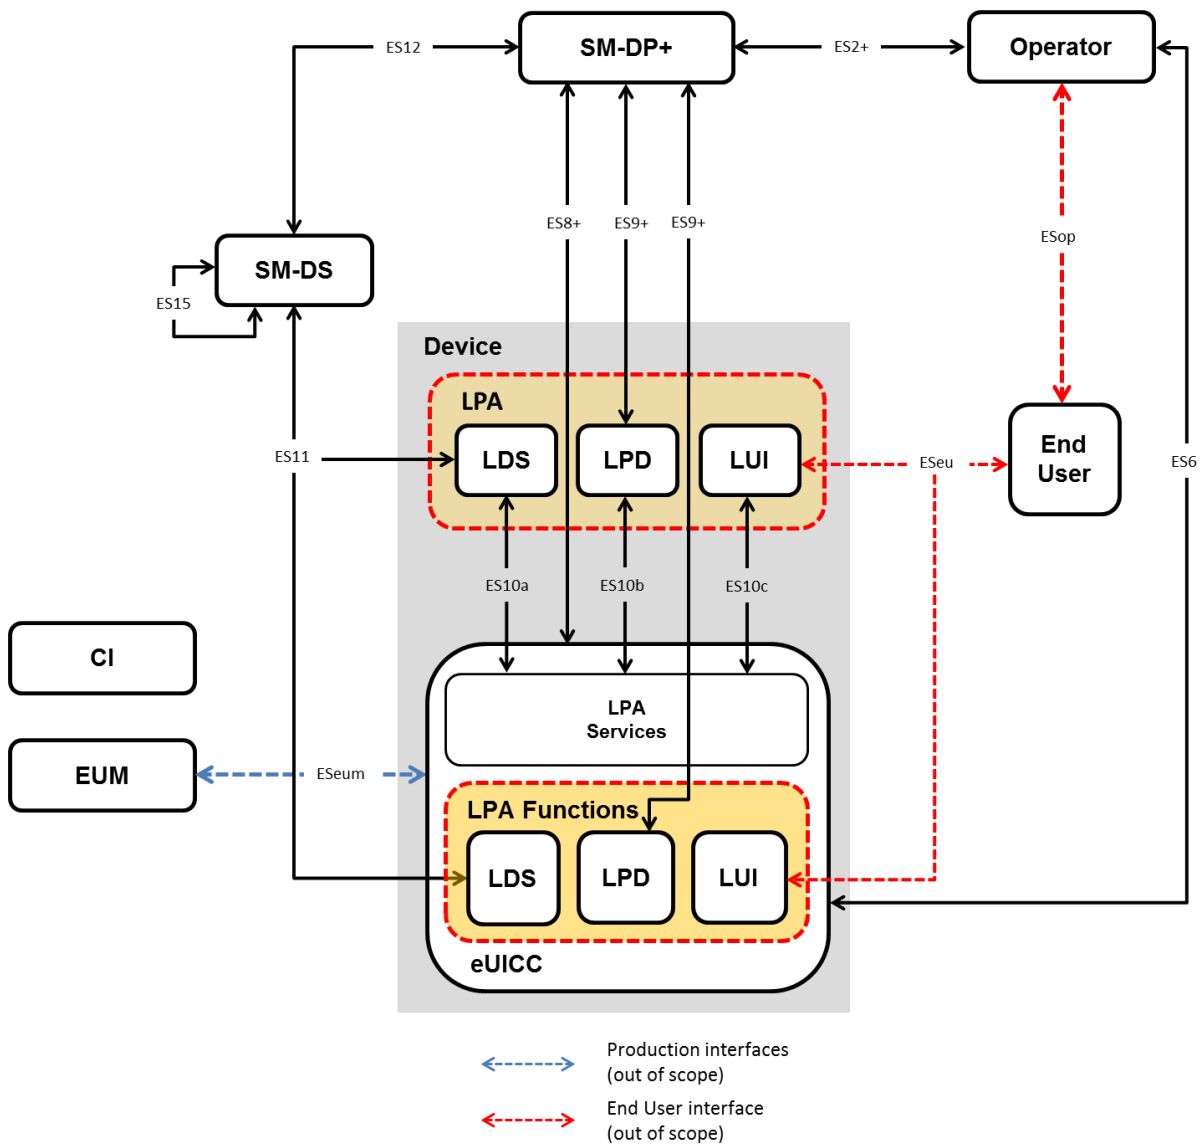 ES12
SM-DP+
ES2+
Operator
ES8+
ES9+
ES9+
ESop
SM-DS
ES15
Device
LPA
LDS
LPD
LUI
ES11
ESeu
End
User
ES6
ES10a
ES10b
ES10c
CI
LPA
Services
EUM
ESeum
LPA Functions
LDS
LPD
LUI
eUICC
Production interfaces
(out of scope)
End User interface
(out of scope)